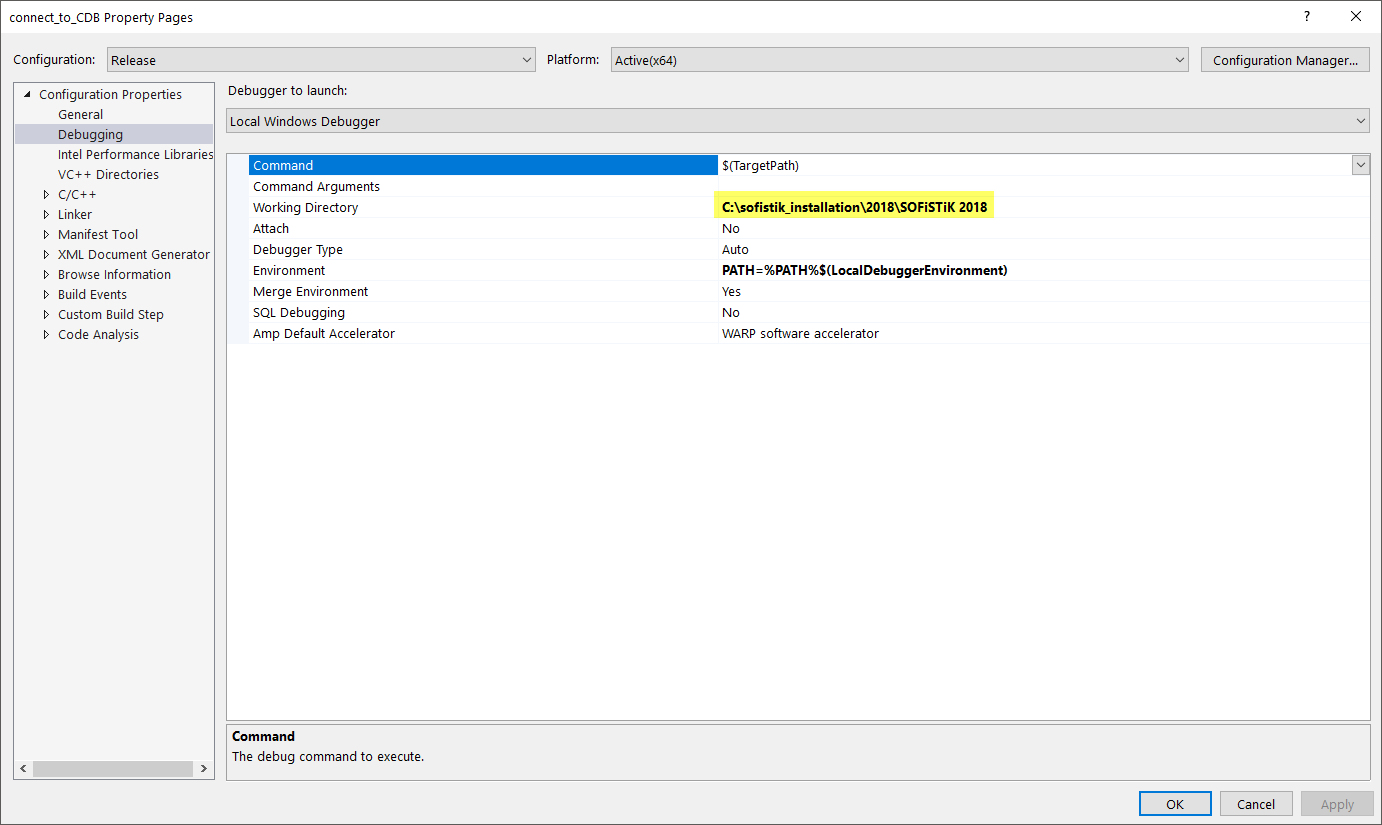 connect_to_CDB Property Pages
?
Configuration: Release Platform: Active(x64) Configuration Manager...
Configuration Properties
General
Debugging
Intel Performance Libraries
VC++ Directories
C/C++
Linker
Manifest Tool
XML Document Generator
Browse Information
Build Events
Custom Build Step
Code Analysis
Debugger to launch:
Local Windows Debugger
Command $(TargetPath)
Command Arguments
Working Directory C:\sofistik_installation\2018\SOFiSTiK 2018
Attach No
Debugger Type Auto
Environment PATH=%PATH%$(LocalDebuggerEnvironment)
Merge Environment Yes
SQL Debugging No
Amp Default Accelerator WARP software accelerator
Command
The debug command to execute.
OK Cancel Apply